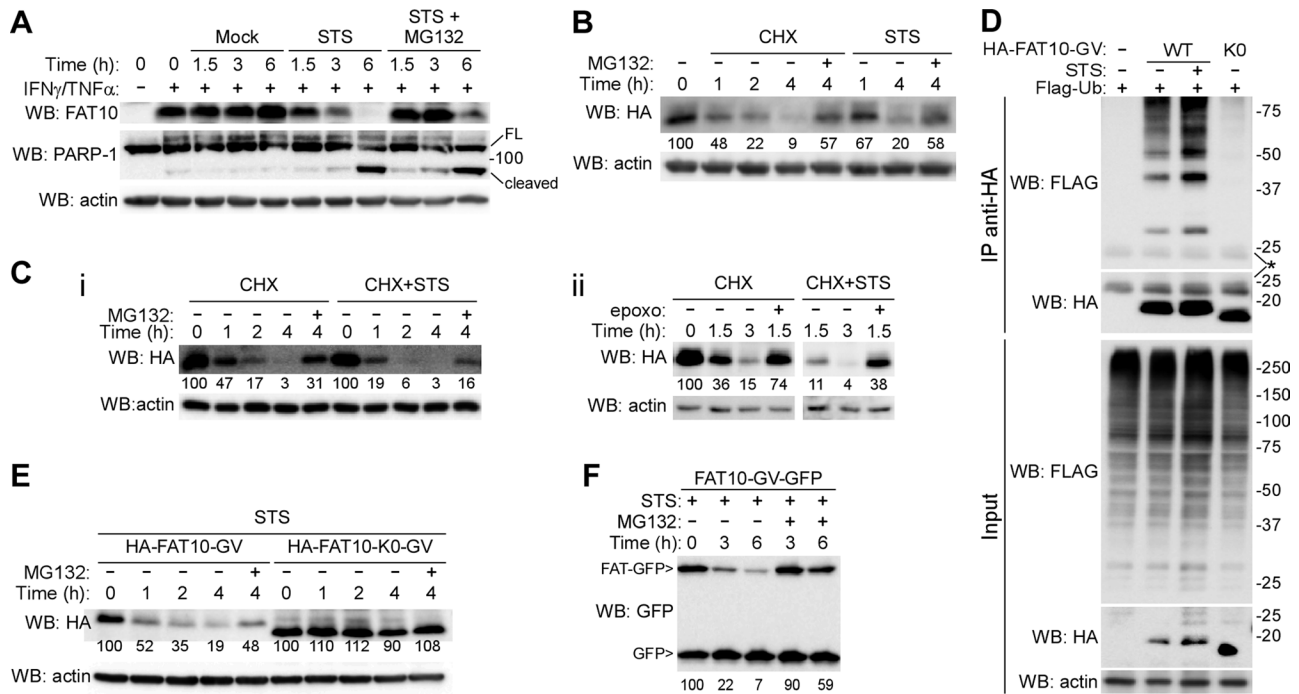 A
Mock STS STS + MG132
Time (h): 0 0 1.5 3 6 1.5 3 6 1.5 3 6
IFNγ/TNFα: - + + + + + + + + + +
WB: FAT10
WB: PARP-1
FL
-100
cleaved
WB: actin
B
CHX STS
MG132: - - - - + - - +
Time (h): 0 1 2 4 4 1 4 4
WB: HA
100 48 22 9 57 67 20 58
WB: actin
C
i
CHX CHX+STS
MG132: - - - - + - - - - +
Time (h): 0 1 2 4 4 0 1 2 4 4
WB: HA
100 47 17 3 31 100 19 6 3 16
WB:actin
ii
CHX CHX+STS
epoxo: - - - + - - +
Time (h): 0 1.5 3 1.5 1.5 3 1.5
WB: HA
100 36 15 74 11 4 38
WB: actin
D
HA-FAT10-GV: - WT K0
STS: - - + -
Flag-Ub: + + + +
IP anti-HA
WB: FLAG
-75
-50
-37
-25
*
WB: HA
-20
Input
WB: FLAG
-250
-150
-100
-75
-50
-37
-25
WB: HA
-25
-20
WB: actin
E
STS
HA-FAT10-GV HA-FAT10-K0-GV
MG132: - - - - + - - - - +
Time (h): 0 1 2 4 4 0 1 2 4 4
WB: HA
100 52 35 19 48 100 110 112 90 108
WB: actin
F
FAT10-GV-GFP
STS: + + + + +
MG132: - - - + +
Time (h): 0 3 6 3 6
FAT-GFP>
WB: GFP
GFP>
100 22 7 90 59